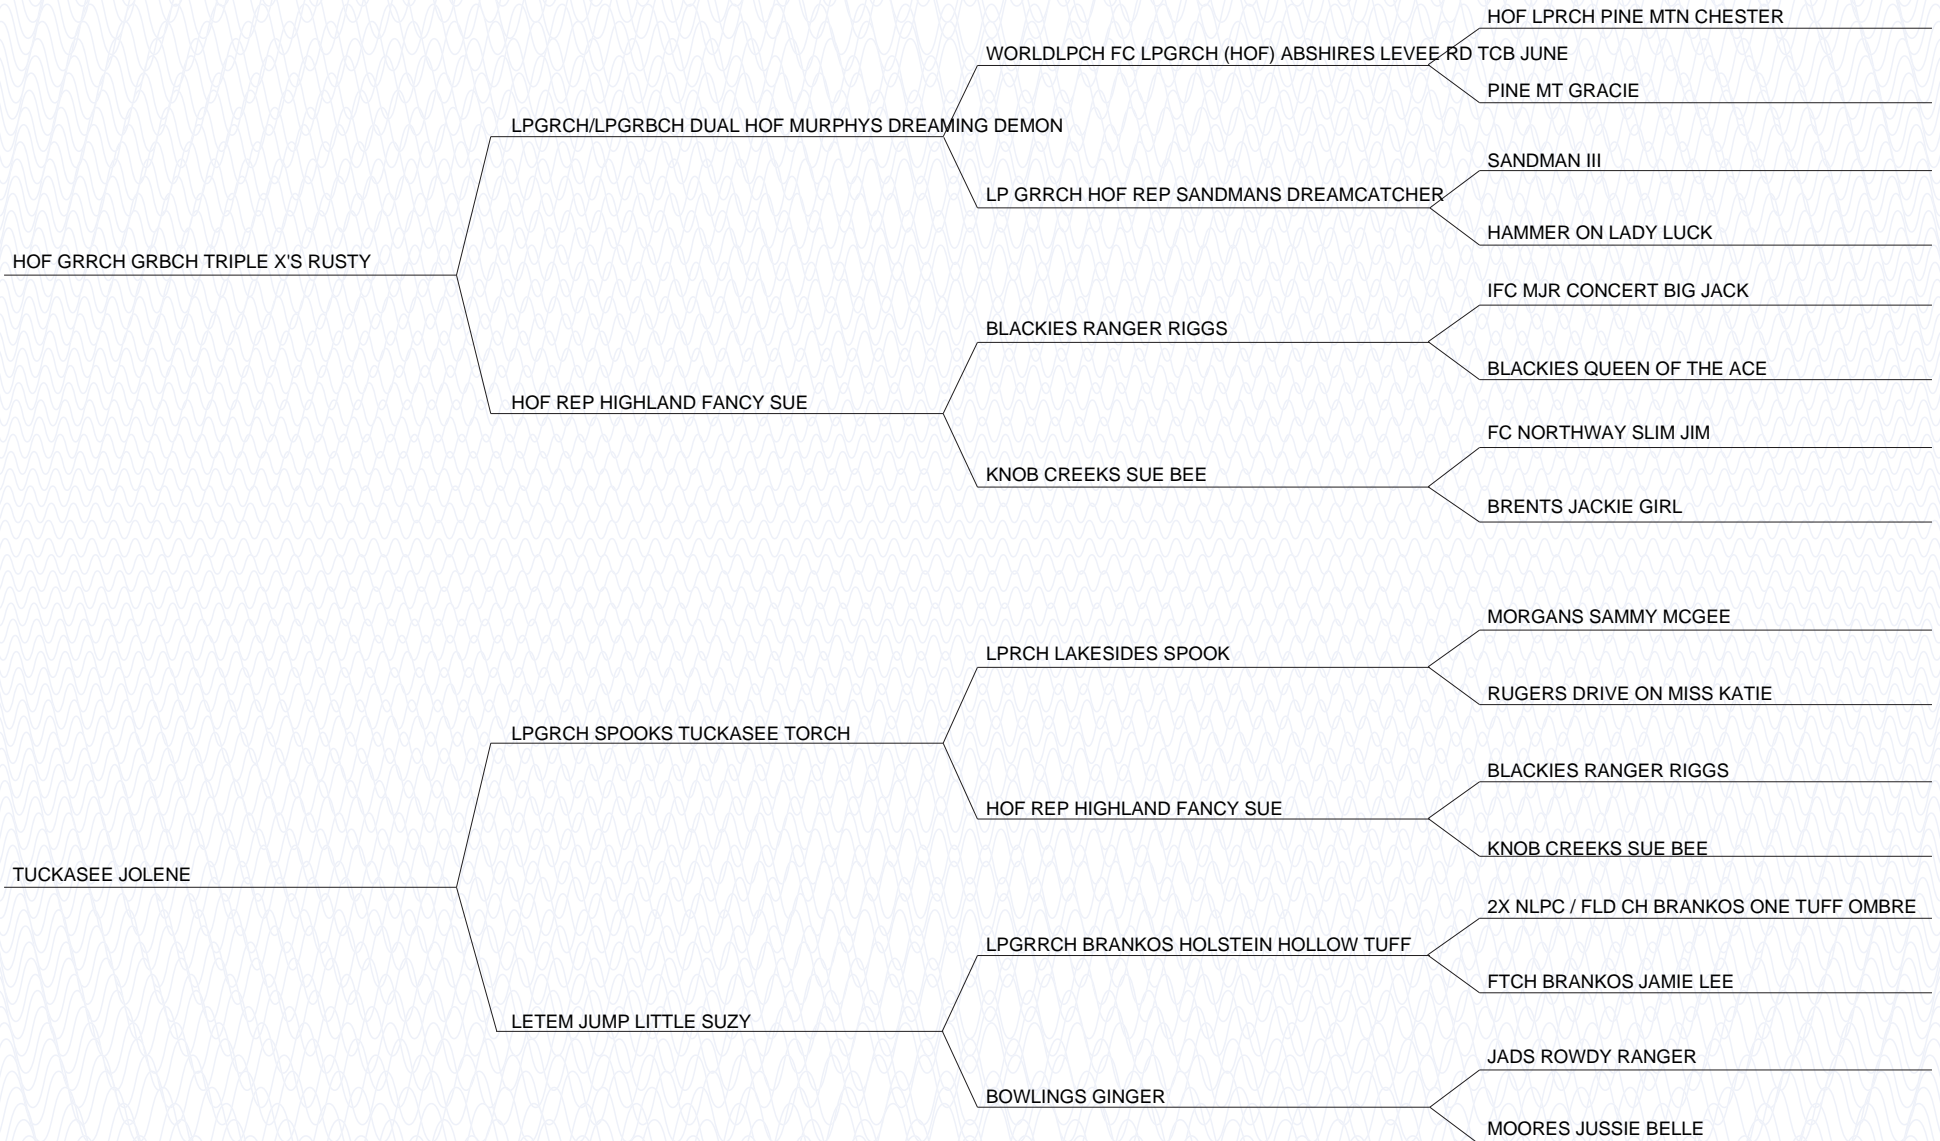 HOF LPRCH PINE MTN CHESTER
WORLDLPCH FC LPGRCH (HOF) ABSHIRES LEVEE RD TCB JUNE
PINE MT GRACIE
LPGRCH/LPGRBCH DUAL HOF MURPHYS DREAMING DEMON
SANDMAN III
LP GRRCH HOF REP SANDMANS DREAMCATCHER
HAMMER ON LADY LUCK
HOF GRRCH GRBCH TRIPLE X'S RUSTY
IFC MJR CONCERT BIG JACK
BLACKIES RANGER RIGGS
BLACKIES QUEEN OF THE ACE
HOF REP HIGHLAND FANCY SUE
FC NORTHWAY SLIM JIM
KNOB CREEKS SUE BEE
BRENTS JACKIE GIRL
MORGANS SAMMY MCGEE
LPRCH LAKESIDES SPOOK
RUGERS DRIVE ON MISS KATIE
LPGRCH SPOOKS TUCKASEE TORCH
BLACKIES RANGER RIGGS
HOF REP HIGHLAND FANCY SUE
KNOB CREEKS SUE BEE
TUCKASEE JOLENE
2X NLPC / FLD CH BRANKOS ONE TUFF OMBRE
LPGRRCH BRANKOS HOLSTEIN HOLLOW TUFF
FTCH BRANKOS JAMIE LEE
LETEM JUMP LITTLE SUZY
JADS ROWDY RANGER
BOWLINGS GINGER
MOORES JUSSIE BELLE